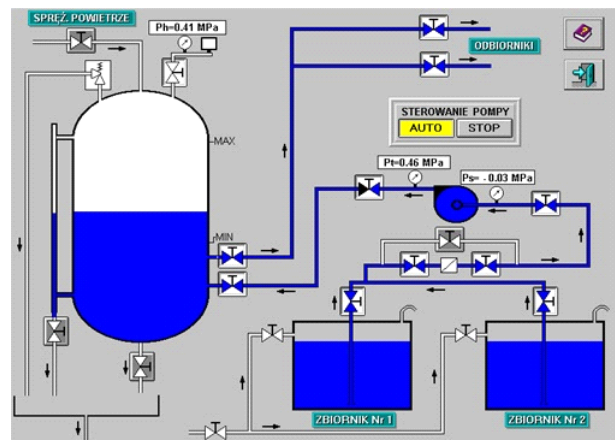 SPRĘŻ. POWIETRZE
Ph=0.41 MPa
ODBIORNIKI
STEROWANIE POMPY
AUTO STOP
MAX
Pt=0.46 MPa
Ps= - 0.03 MPa
MIN
ZBIORNIK Nr 1
ZBIORNIK Nr 2